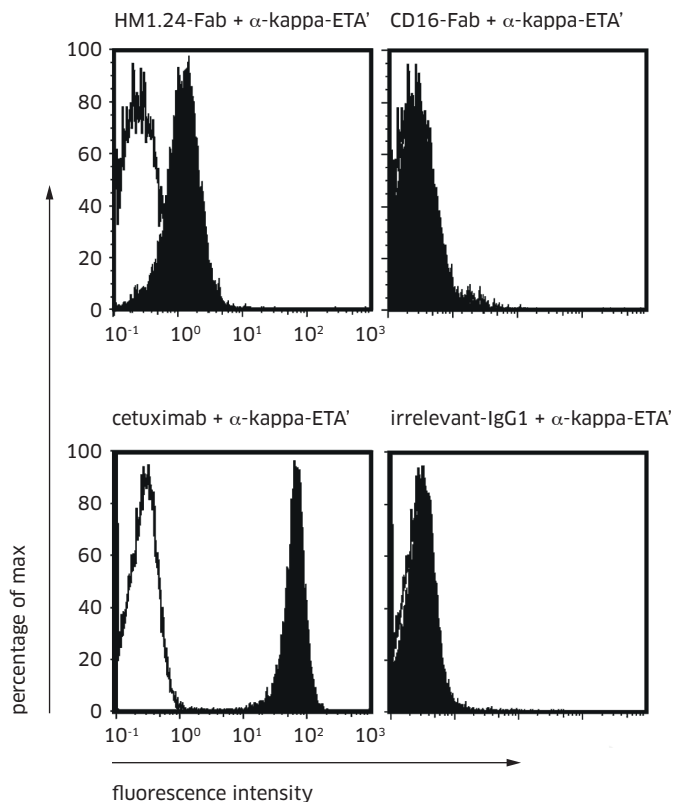 HM1.24-Fab + α-kappa-ETA' CD16-Fab + α-kappa-ETA'
100
80
60
40
20
0
10-1 100 101 102 103
cetuximab + α-kappa-ETA' irrelevant-IgG1 + α-kappa-ETA'
100
80
60
40
20
0
10-1 100 101 102 103
percentage of max
fluorescence intensity